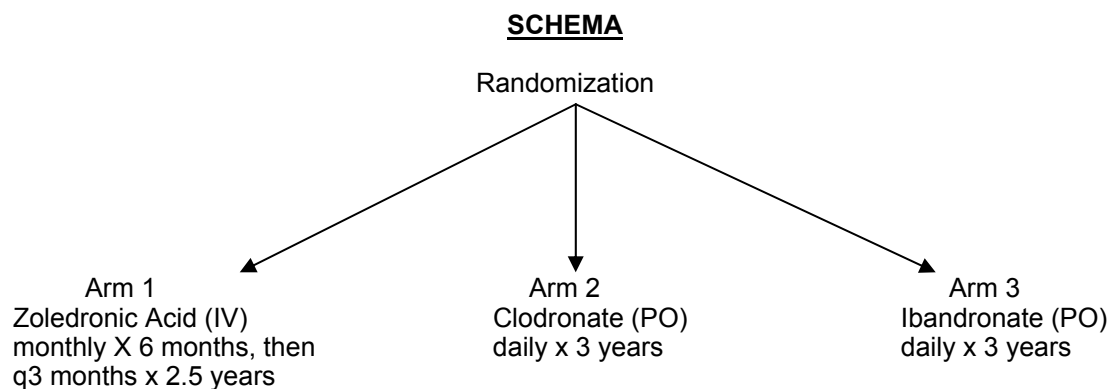 SCHEMA
Randomization
Arm 1
Zoledronic Acid (IV)
monthly X 6 months, then
q3 months x 2.5 years
Arm 2
Clodronate (PO)
daily x 3 years
Arm 3
Ibandronate (PO)
daily x 3 years